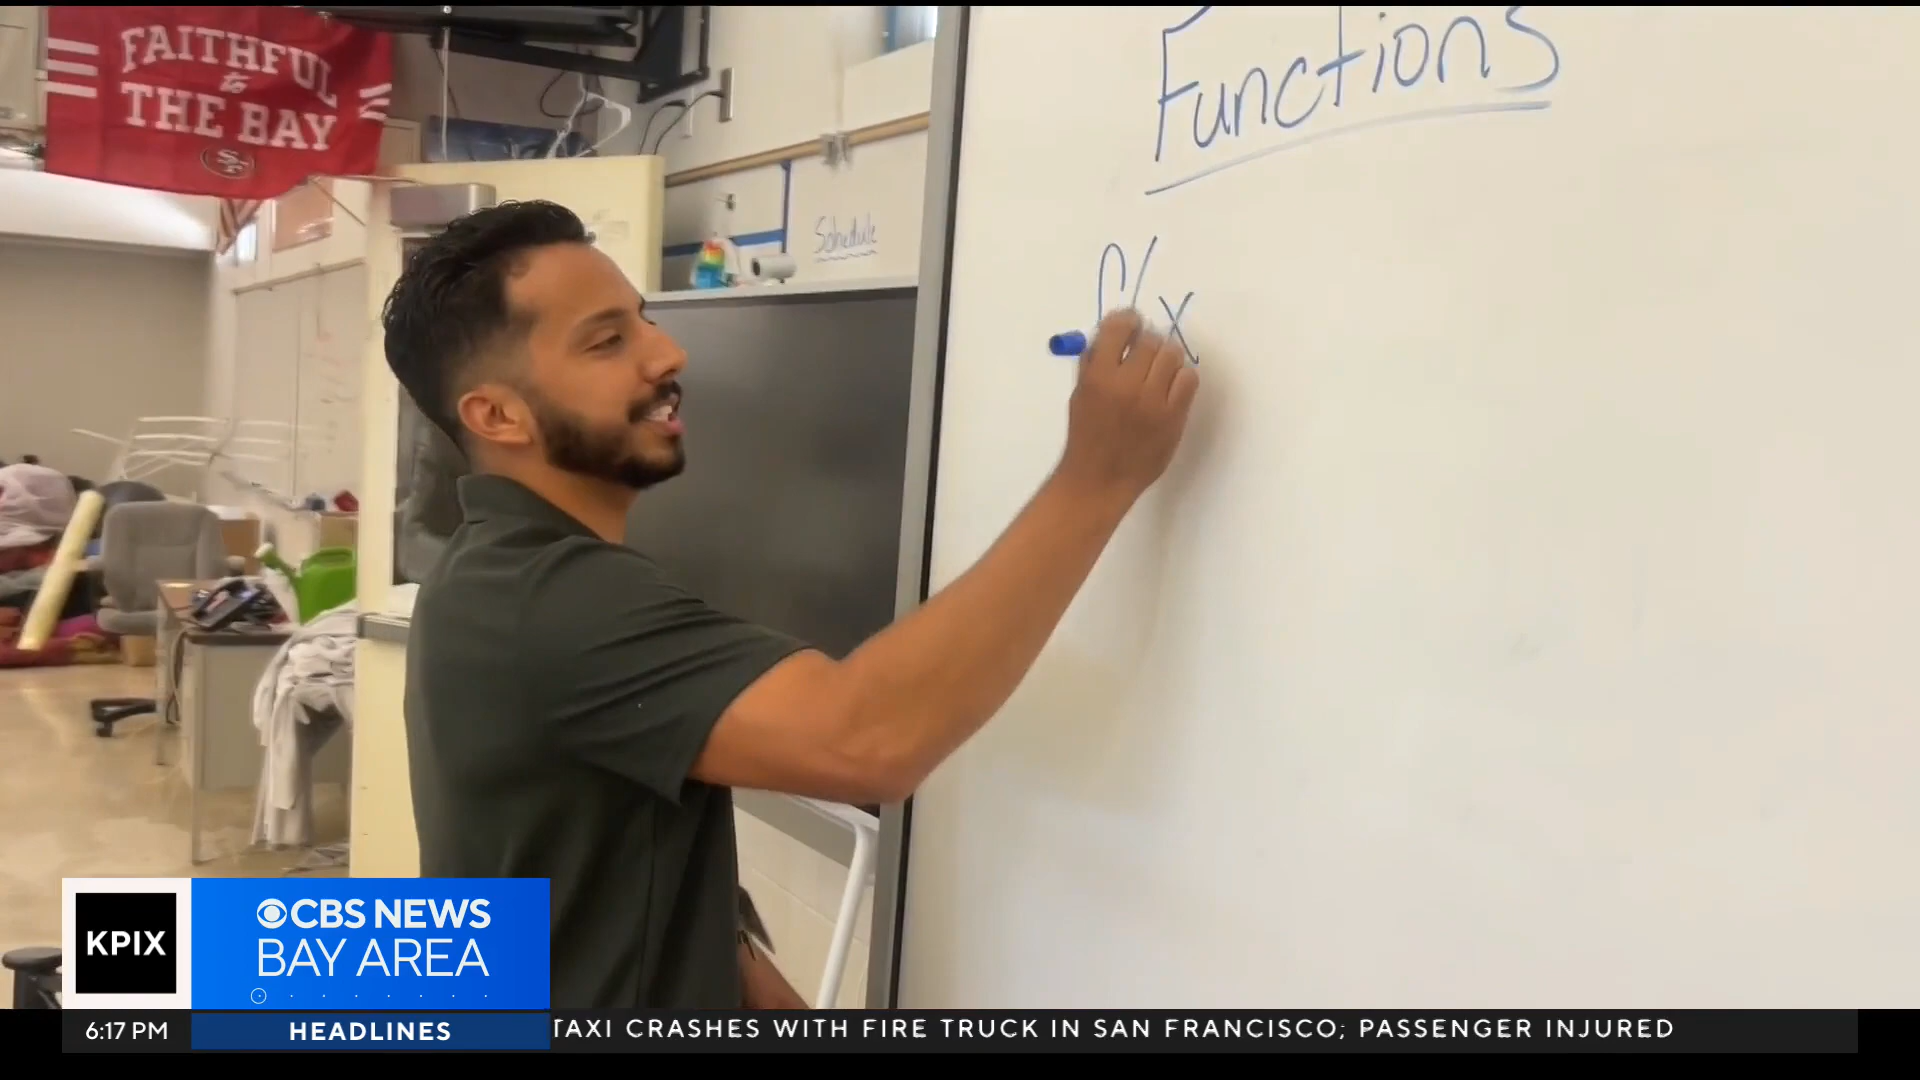 FAITHFUL
to
THE BAY
SF
Functions
Schedule
f(x
KPIX
CBS NEWS
BAY AREA
6:17 PM
HEADLINES
TAXI CRASHES WITH FIRE TRUCK IN SAN FRANCISCO; PASSENGER INJURED